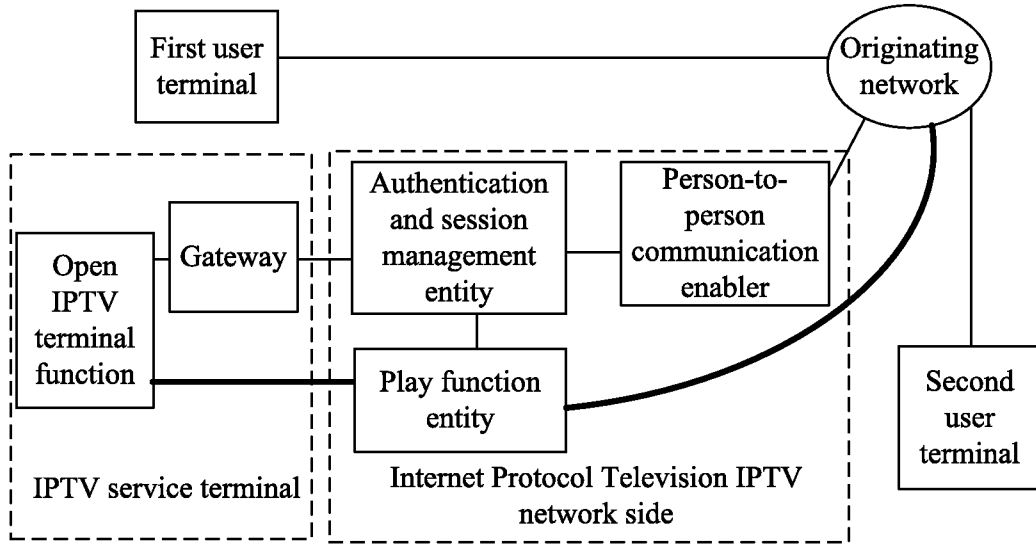 First user
terminal
Originating
network
Open
IPTV
terminal
function
Gateway
IPTV service terminal
Authentication
and session
management
entity
Person-to-
person
communication
enabler
Play function
entity
Internet Protocol Television IPTV
network side
Second
user
terminal